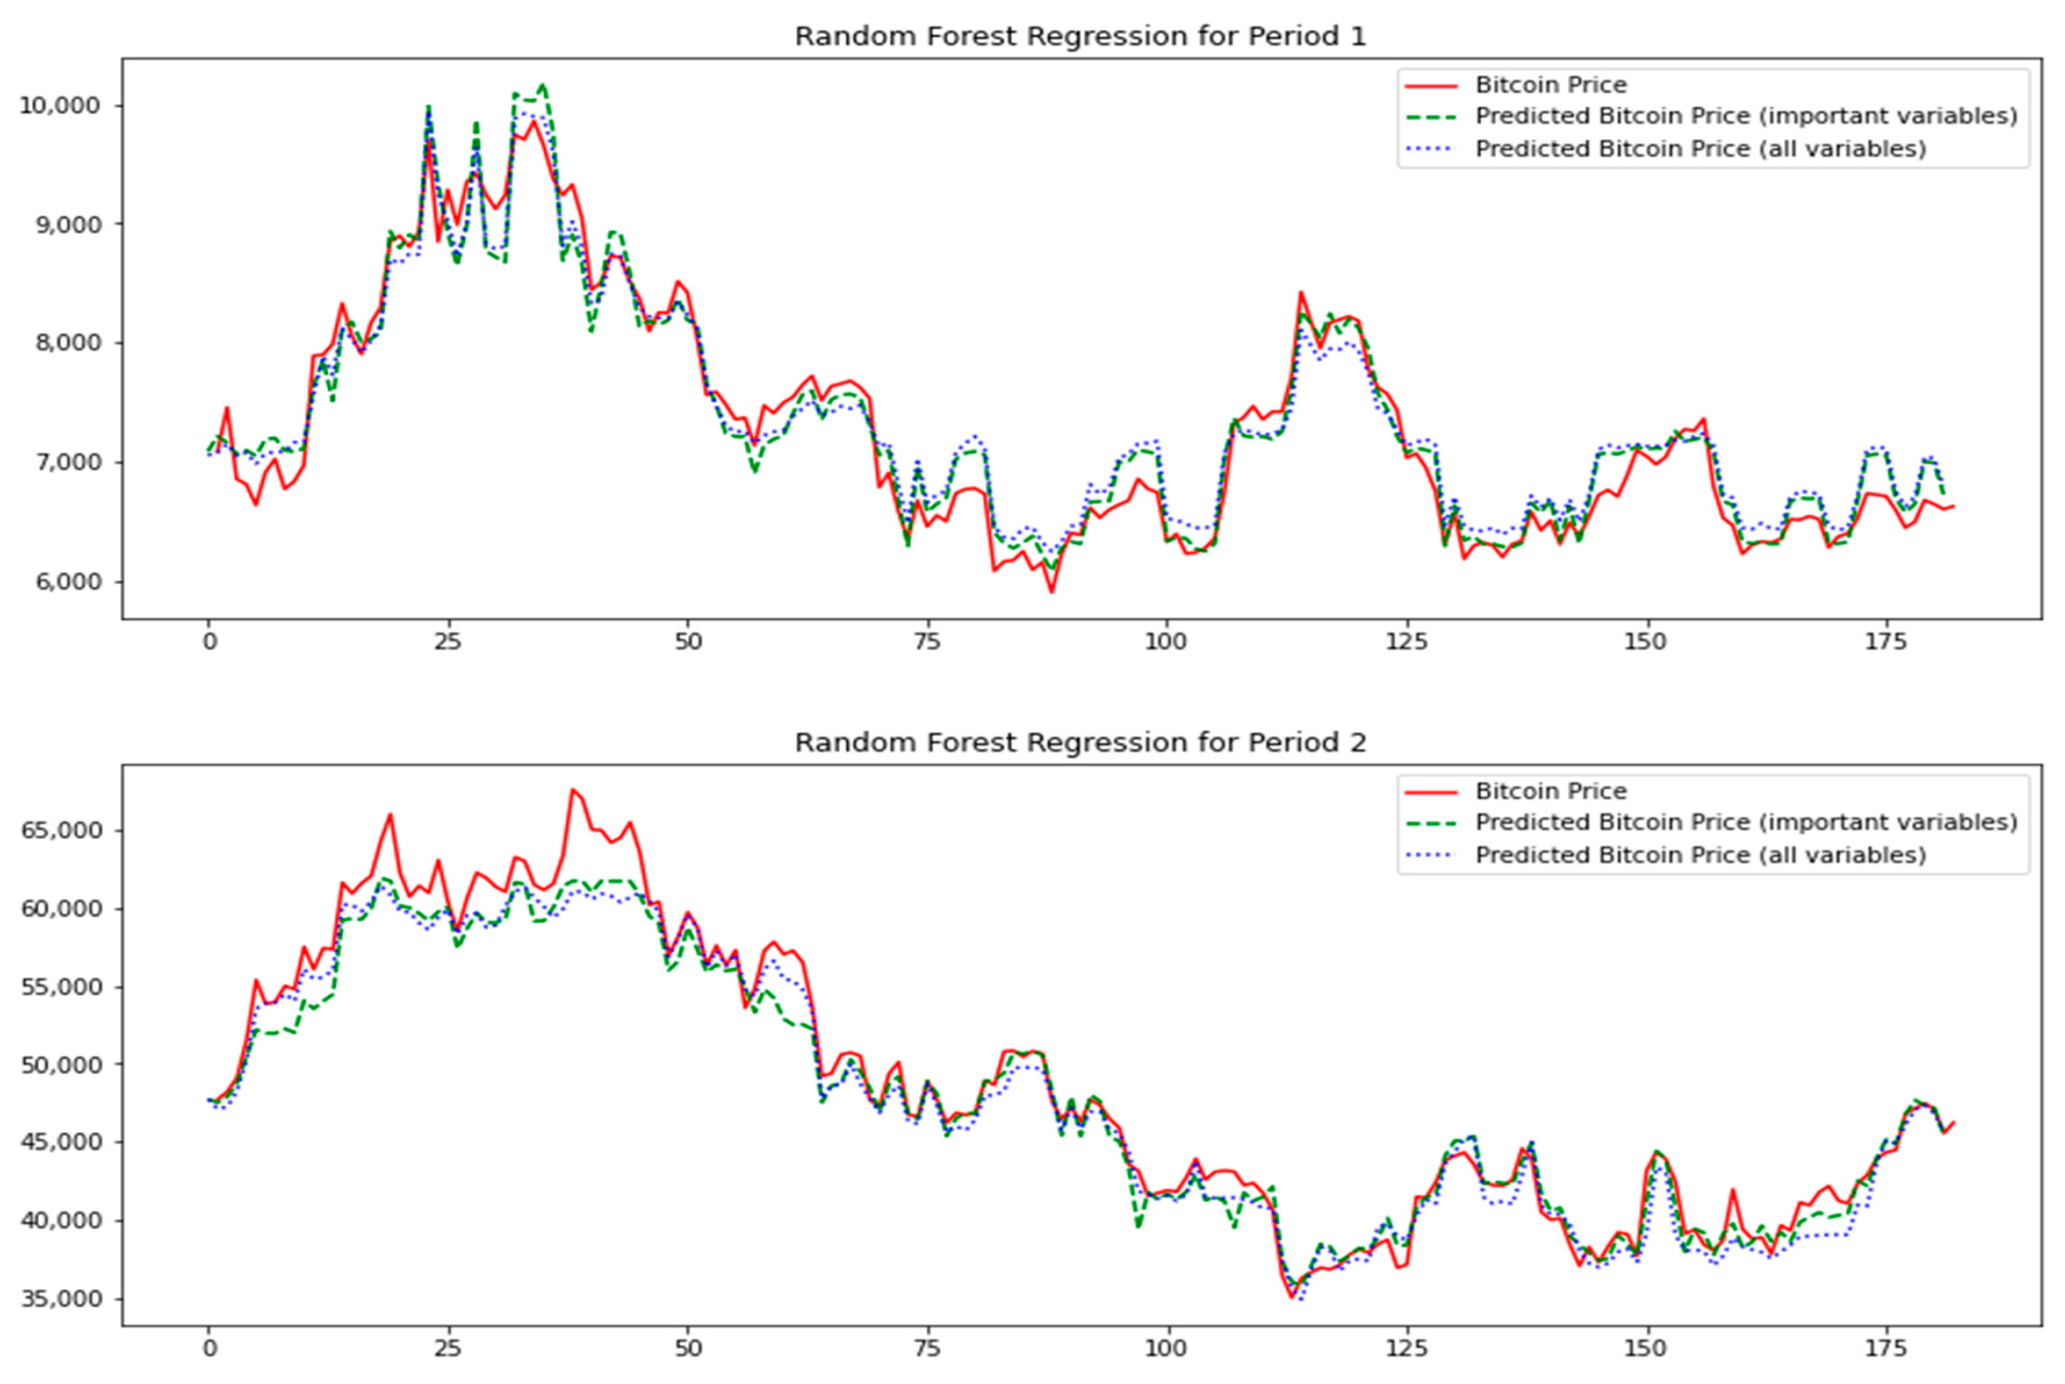 Random Forest Regression for Period 1
Bitcoin Price
Predicted Bitcoin Price (important variables)
Predicted Bitcoin Price (all variables)
10,000
9,000
8,000
7,000
6,000
0 25 50 75 100 125 150 175
Random Forest Regression for Period 2
Bitcoin Price
Predicted Bitcoin Price (important variables)
Predicted Bitcoin Price (all variables)
65,000
60,000
55,000
50,000
45,000
40,000
35,000
0 25 50 75 100 125 150 175